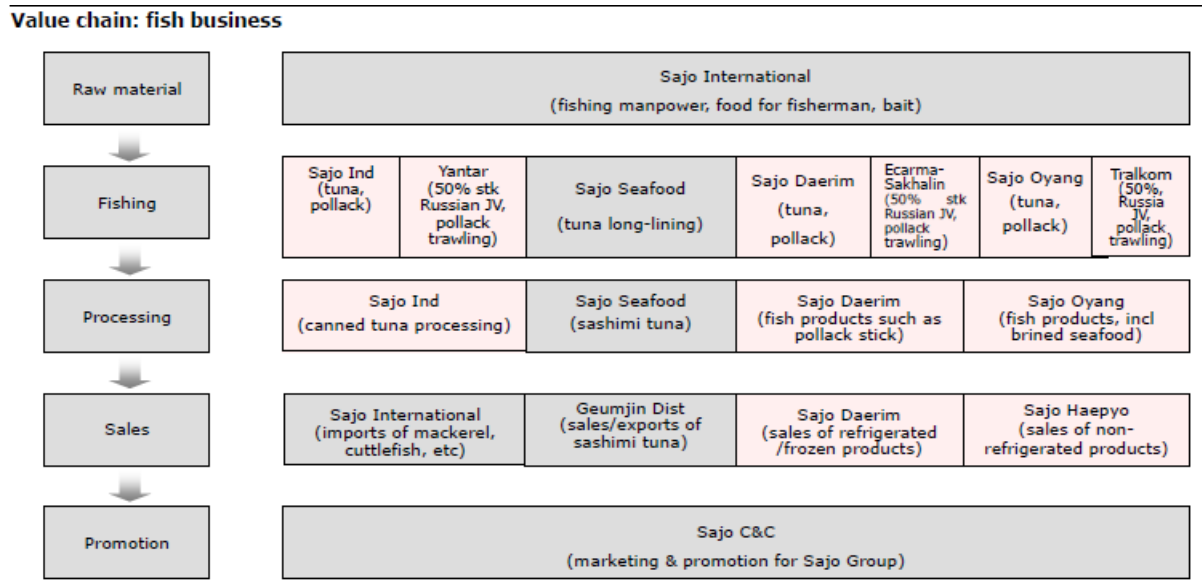 Value chain: fish business
Raw material
Sajo International
(fishing manpower, food for fisherman, bait)
Fishing
Sajo Ind
(tuna,
pollack)
Yantar
(50% stk
Russian JV,
pollack
trawling)
Sajo Seafood
(tuna long-lining)
Sajo Daerim
(tuna,
pollack)
Ecarma-
Sakhalin
(50% stk
Russian JV,
pollack
trawling)
Sajo Oyang
(tuna,
pollack)
Tralkom
(50%,
Russia
JV,
pollack
trawling)
Processing
Sajo Ind
(canned tuna processing)
Sajo Seafood
(sashimi tuna)
Sajo Daerim
(fish products such as
pollack stick)
Sajo Oyang
(fish products, incl
brined seafood)
Sales
Sajo International
(imports of mackerel,
cuttlefish, etc)
Geumjin Dist
(sales/exports of
sashimi tuna)
Sajo Daerim
(sales of refrigerated
/frozen products)
Sajo Haepyo
(sales of non-
refrigerated products)
Promotion
Sajo C&C
(marketing & promotion for Sajo Group)